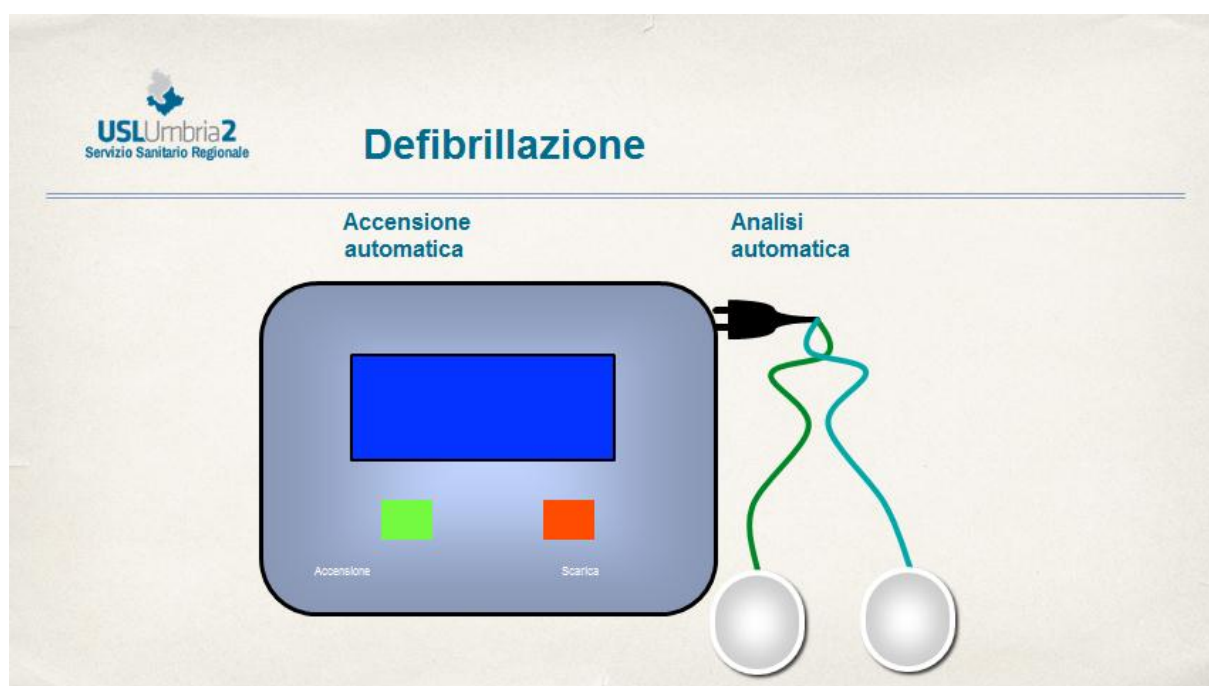 USLUmbria2
Servizio Sanitario Regionale
Defibrillazione
Accensione
automatica
Analisi
automatica
Accensione
Scarica